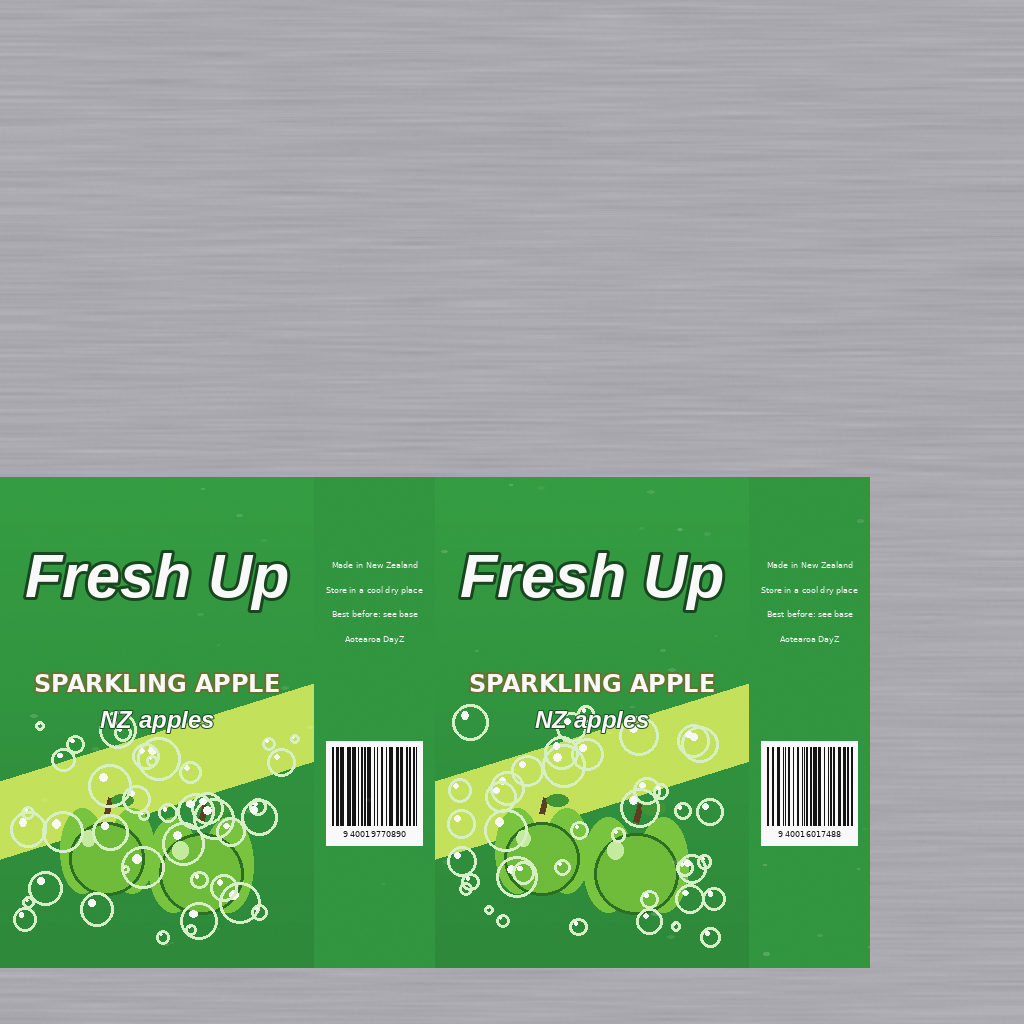 Fresh Up
SPARKLING APPLE
NZ apples
Made in New Zealand
Store in a cool dry place
Best before: see base
Aotearoa DayZ
9 4001 9770890
Fresh Up
SPARKLING APPLE
NZ apples
Made in New Zealand
Store in a cool dry place
Best before: see base
Aotearoa DayZ
9 4001 6017488